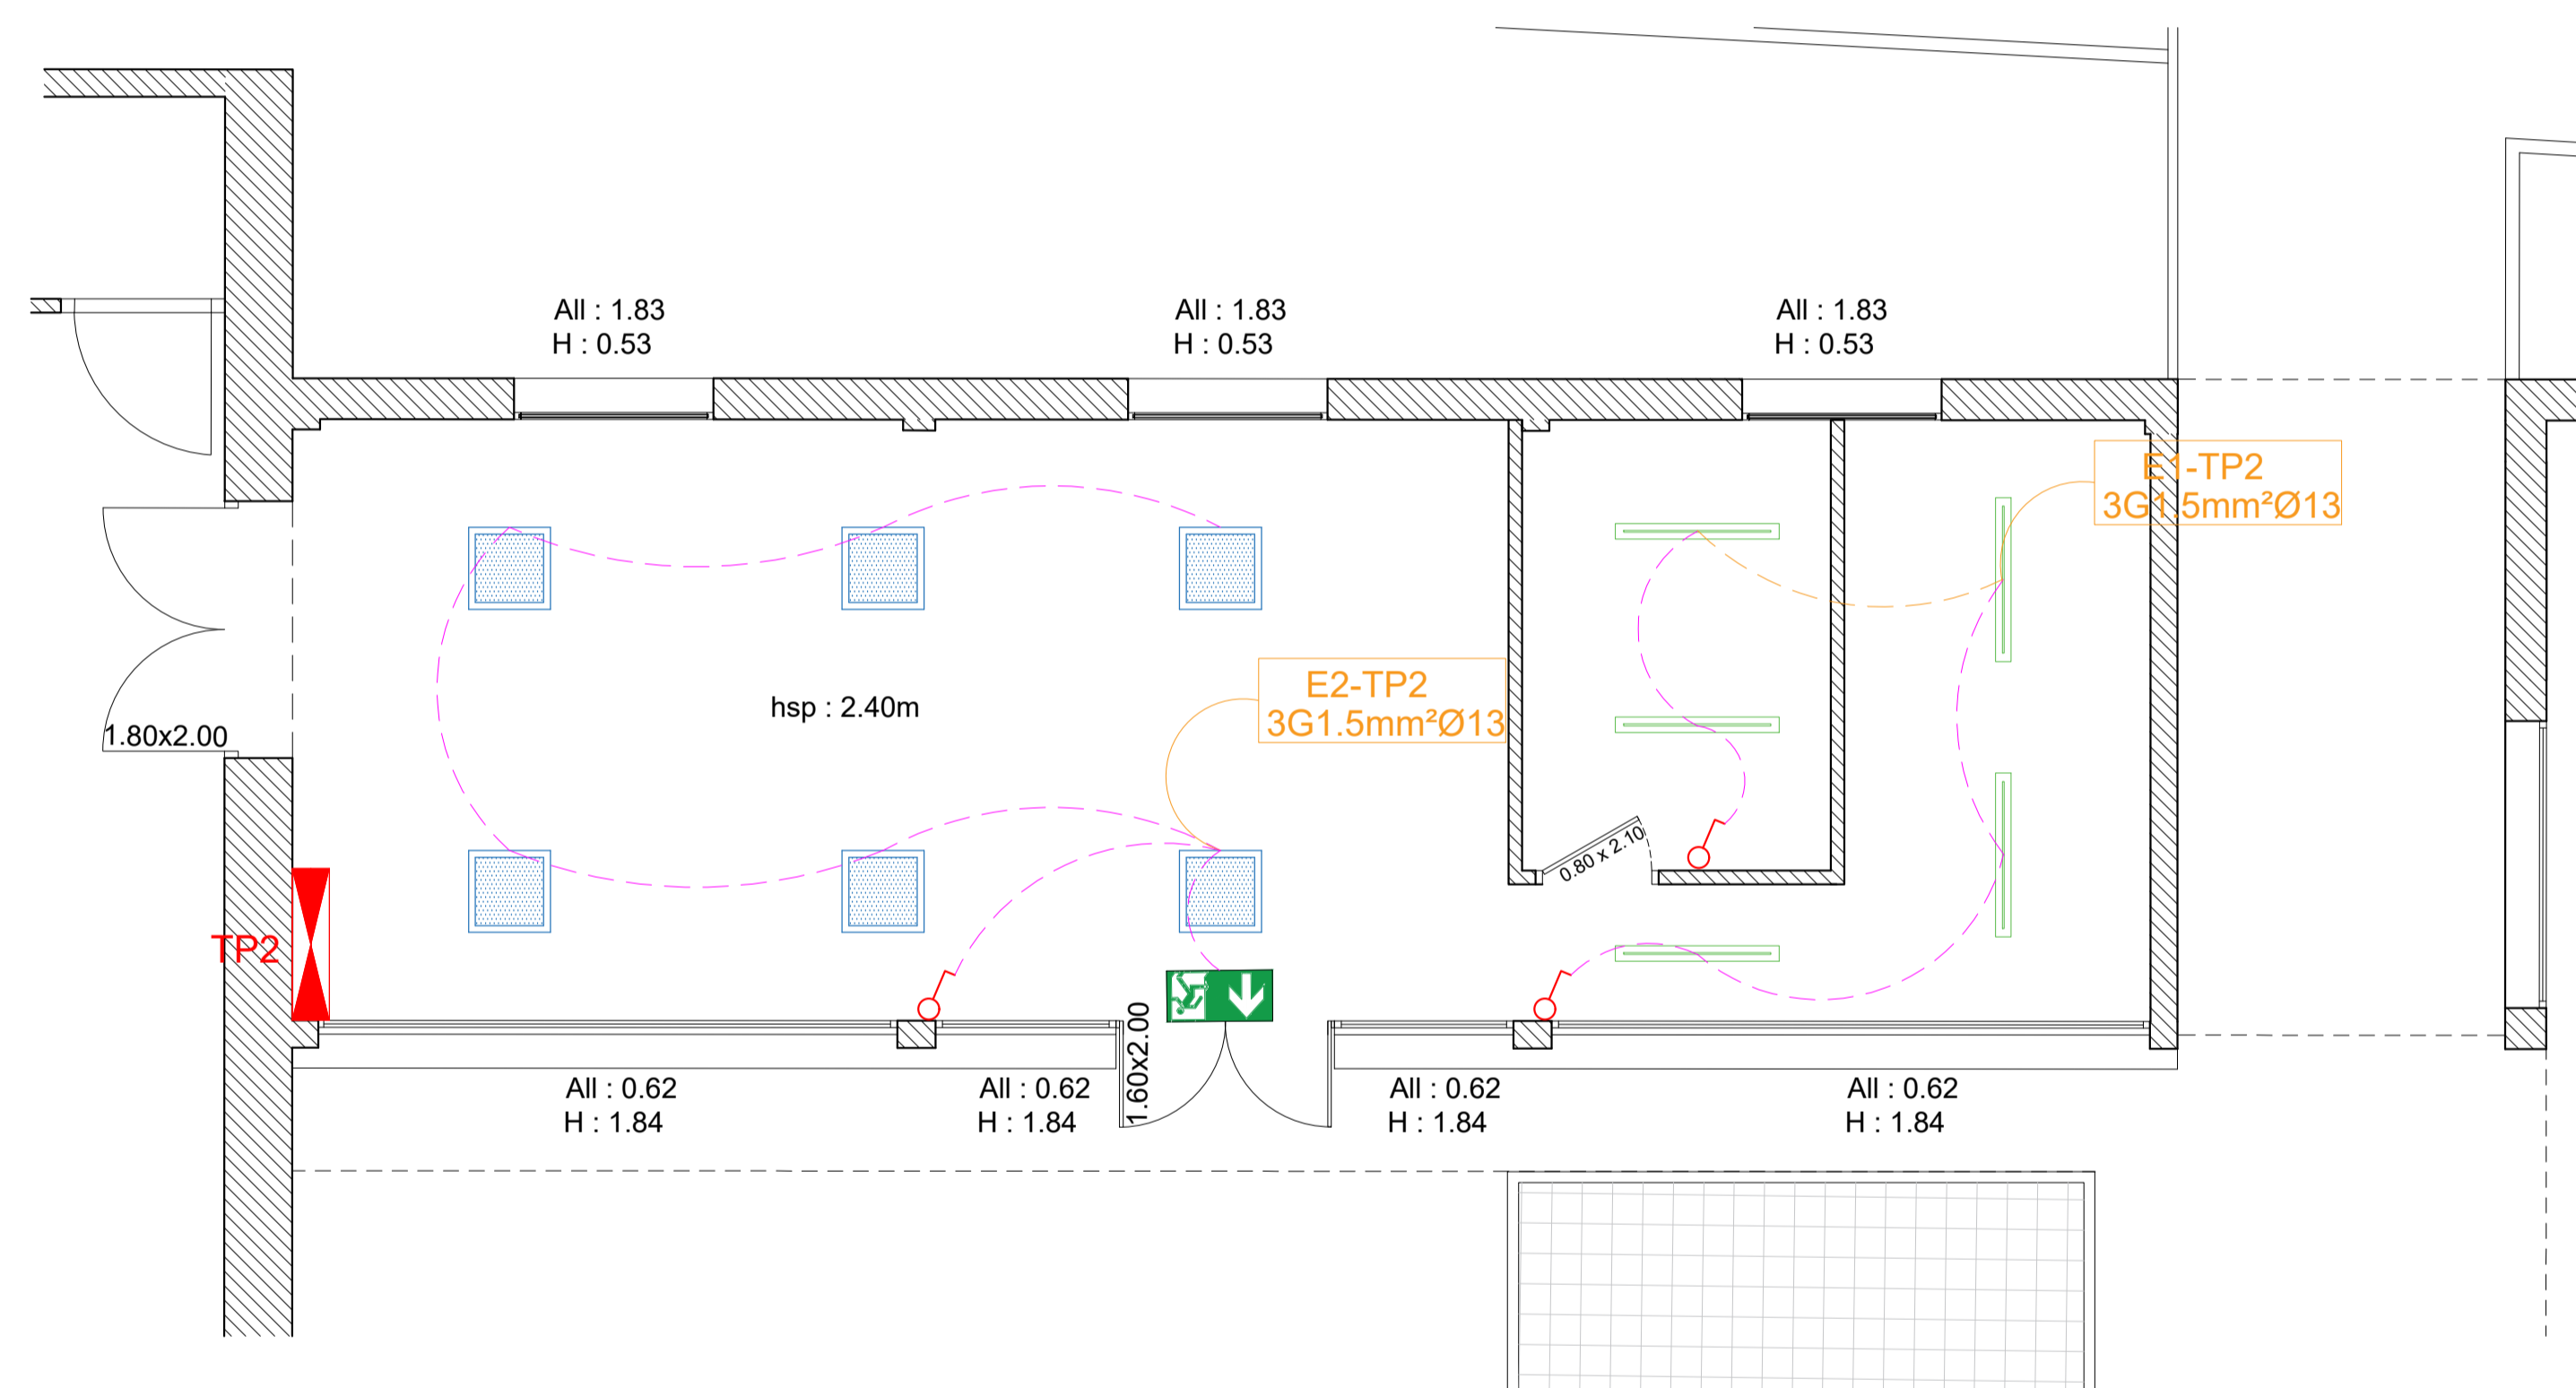 All : 1.83
H : 0.53
All : 1.83
H : 0.53
All : 1.83
H : 0.53
E1-TP2
3G1.5mm²Ø13
E2-TP2
3G1.5mm²Ø13
hsp : 2.40m
1.80x2.00
0.80 x 2.10
TP2
1.60x2.00
All : 0.62
H : 1.84
All : 0.62
H : 1.84
All : 0.62
H : 1.84
All : 0.62
H : 1.84